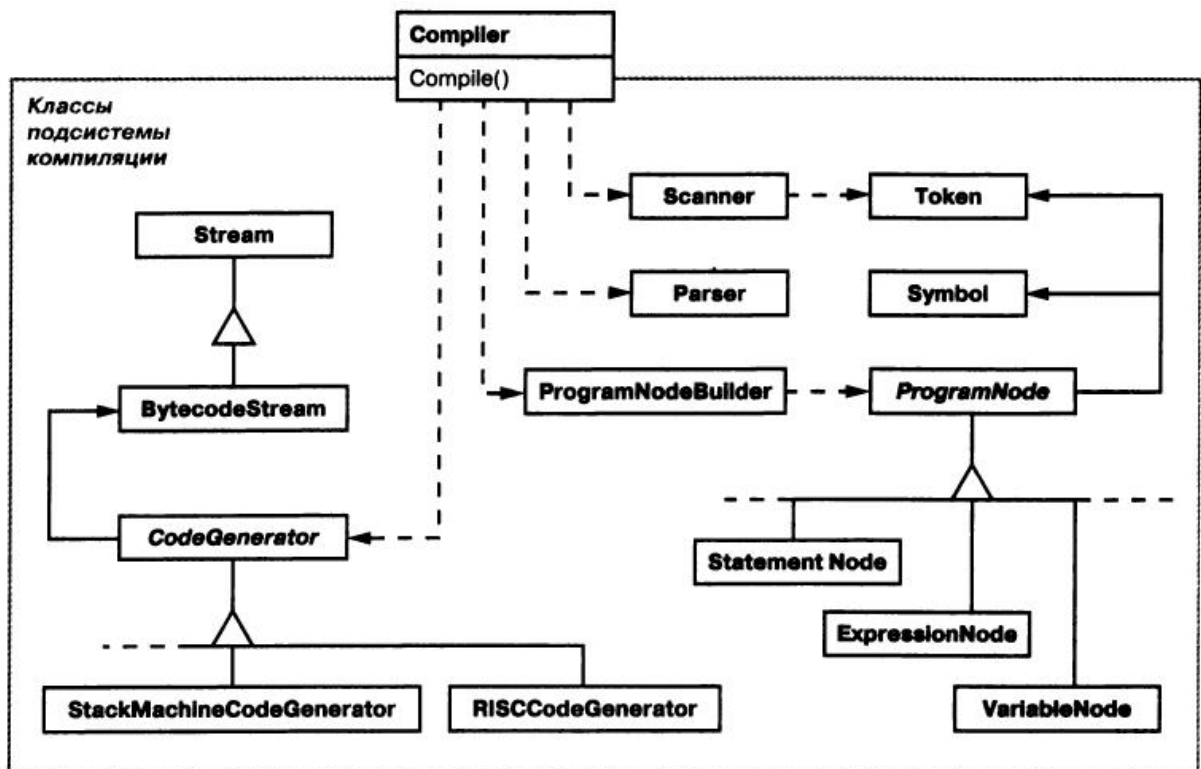 Compiler
Compile()
Классы
подсистемы
компиляции
Scanner
Token
Stream
Parser
Symbol
BytecodeStream
ProgramNodeBuilder
ProgramNode
CodeGenerator
Statement Node
ExpressionNode
StackMachineCodeGenerator
RISCCodeGenerator
VariableNode